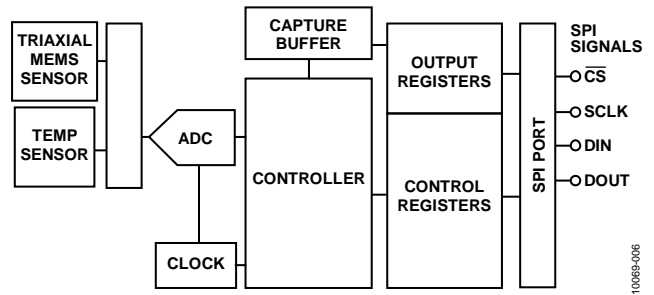 TRIAXIAL
MEMS
SENSOR
TEMP
SENSOR
ADC
CLOCK
CAPTURE
BUFFER
CONTROLLER
OUTPUT
REGISTERS
CONTROL
REGISTERS
SPI PORT
SPI
SIGNALS
CS
SCLK
DIN
DOUT
10069-006